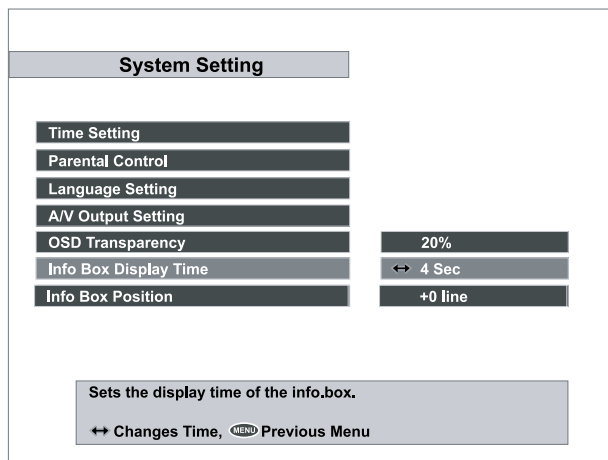 System Setting
Time Setting
Parental Control
Language Setting
A/V Output Setting
OSD Transparency 20%
Info Box Display Time ↔ 4 Sec
Info Box Position +0 line
Sets the display time of the info.box.
↔ Changes Time, MENU Previous Menu